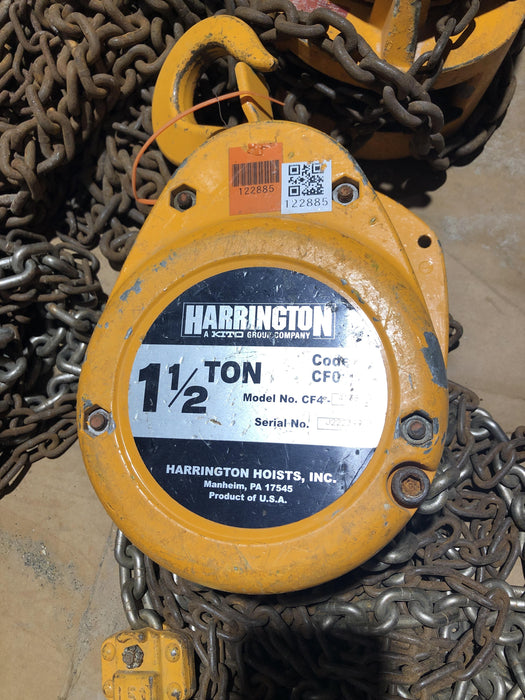 122885
122885
HARRINGTON
A KITO GROUP COMPANY
1 1/2 TON
Code
CF0
Model No. CF4
Serial No.
HARRINGTON HOISTS, INC.
Manheim, PA 17545
Product of U.S.A.